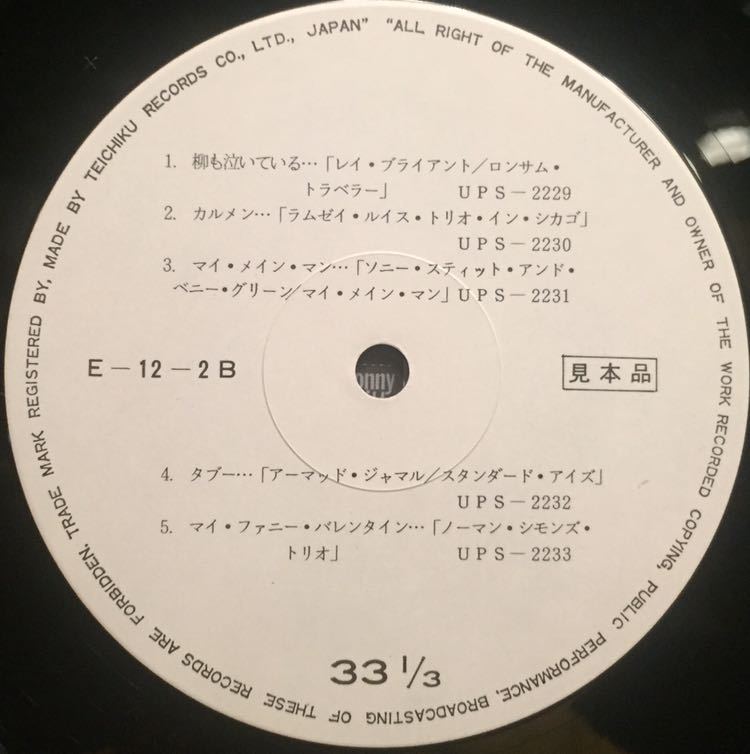 TRADE MARK REGISTERED BY, MADE BY TEICHIKU RECORDS CO., LTD., JAPAN” “ALL RIGHT OF THE MANUFACTURER AND OWNER OF THE WORK RECORDED COPYING, PUBLIC PERFORMANCE, BROADCASTING OF THESE RECORDS ARE FORBIDDEN,
1. 柳も泣いている…「レイ・ブライアント/ロンサム・
トラベラー」 UPS－2229
2. カルメン…「ラムゼイ・ルイス・トリオ・イン・シカゴ」
UPS－2230
3. マイ・メイン・マン…「ソニー・スティット・アンド・
ベニー・グリーン/マイ・メイン・マン」UPS－2231
E－12－2B
見本品
onny
4. タブー…「アーマッド・ジャマル/スタンダード・アイズ」
UPS－2232
5. マイ・ファニー・バレンタイン…「ノーマン・シモンズ・
トリオ」 UPS－2233
33 1/3